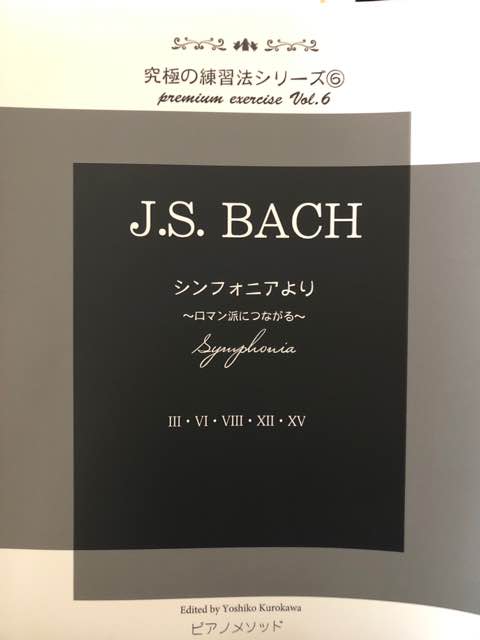 究極の練習法シリーズ⑥
premium exercise Vol.6
J.S. BACH
シンフォニアより
～ロマン派につながる～
Symphonia
III・VI・VIII・XII・XV
Edited by Yoshiko Kurokawa
ピアノメソッド